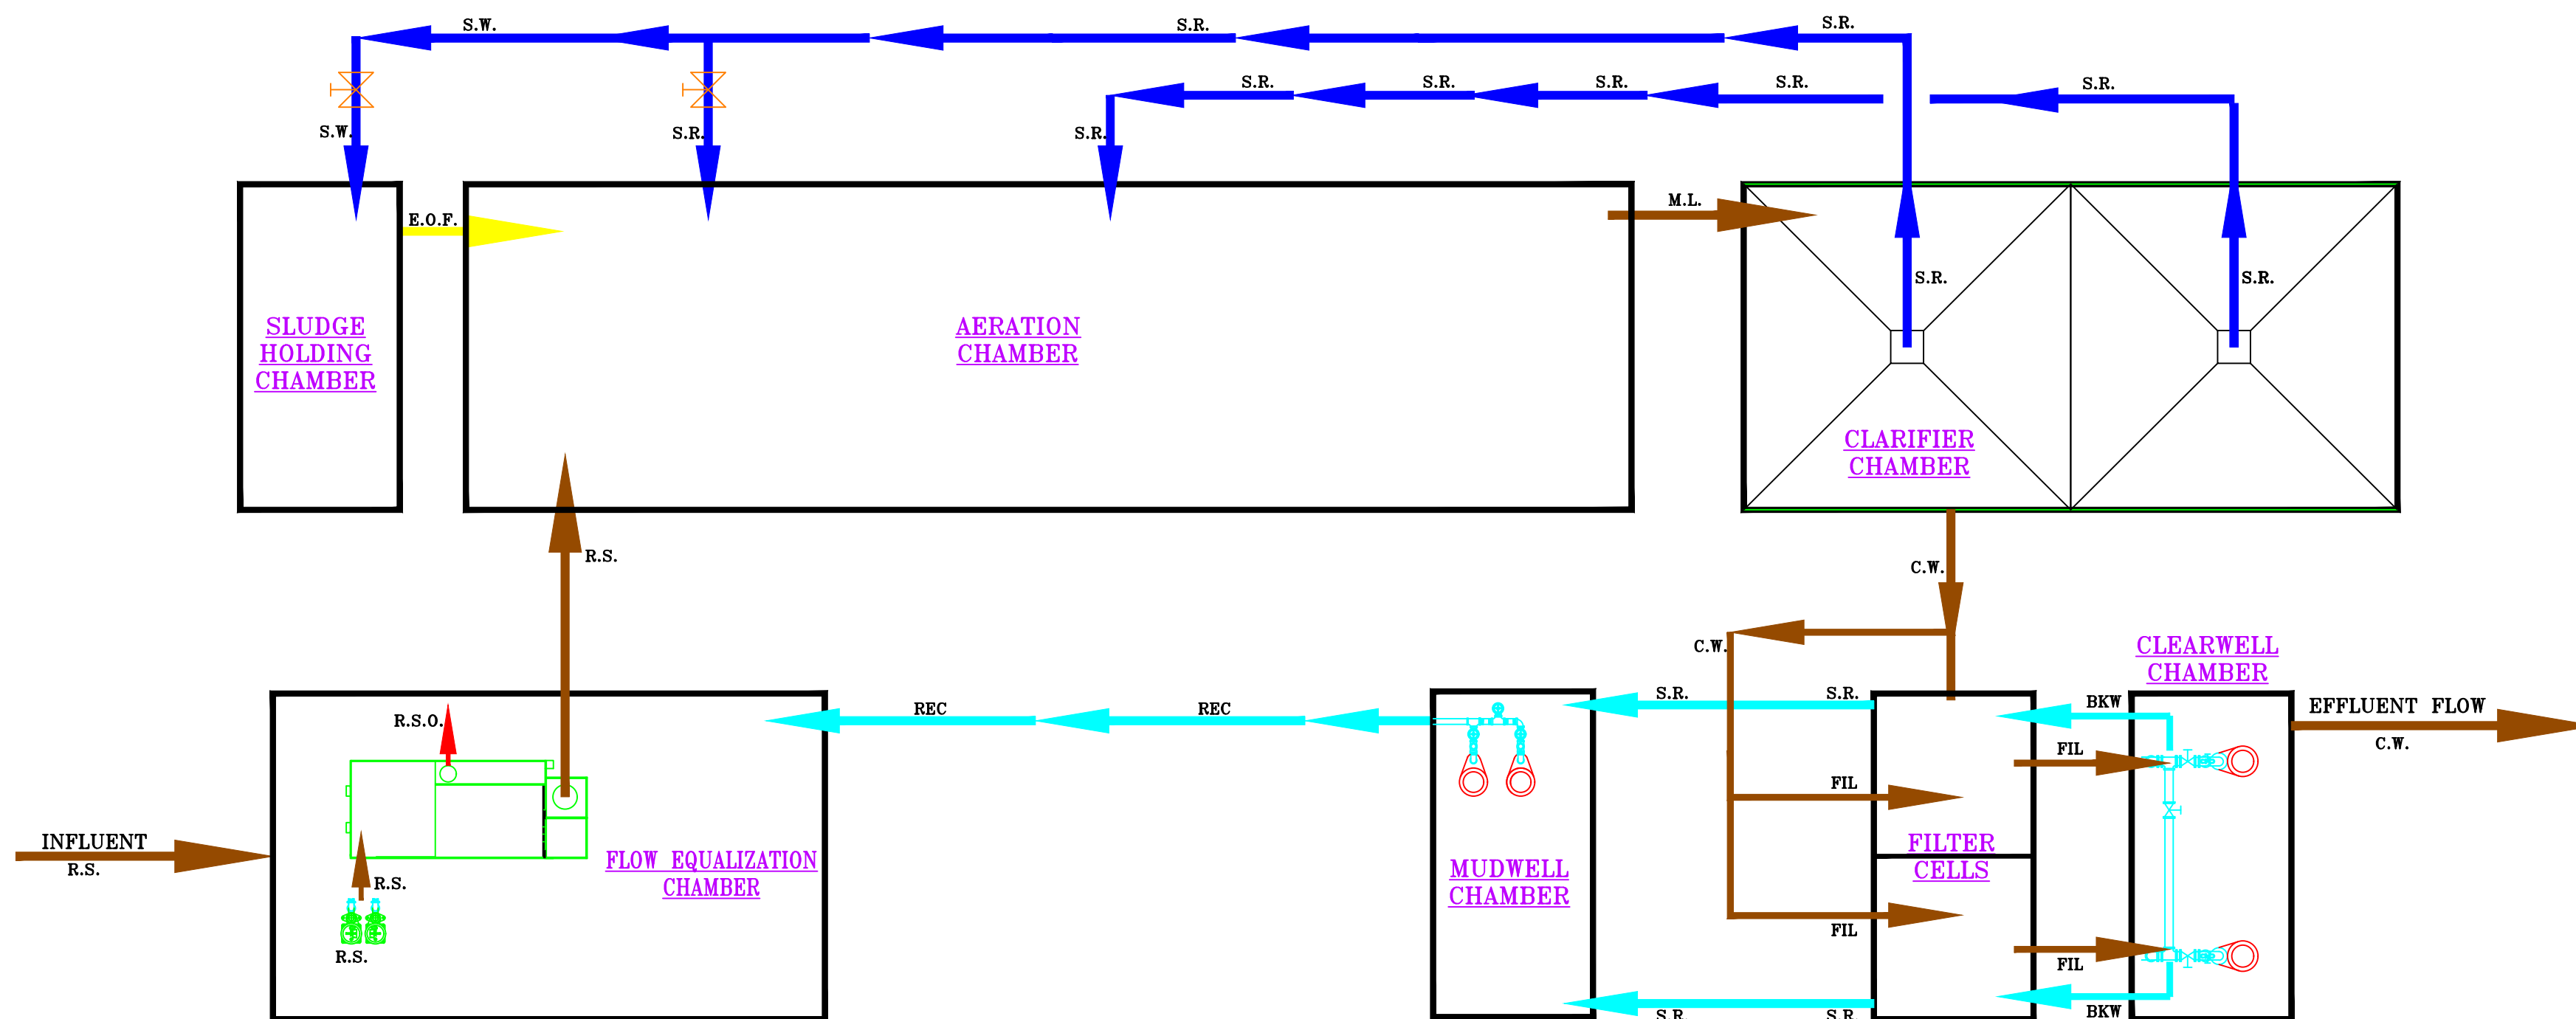 S.W.
S.R.
S.R.
S.R.
S.R.
S.R.
S.R.
S.R.
S.W.
S.R.
S.R.
M.L.
E.O.F.
S.R.
S.R.
SLUDGE
HOLDING
CHAMBER
AERATION
CHAMBER
CLARIFIER
CHAMBER
R.S.
C.W.
C.W.
CLEARWELL
CHAMBER
S.R.
S.R.
BKW
EFFLUENT FLOW
C.W.
REC
REC
R.S.O.
FIL
FIL
INFLUENT
R.S.
FLOW EQUALIZATION
CHAMBER
R.S.
R.S.
MUDWELL
CHAMBER
FILTER
CELLS
FIL
FIL
S.R.
S.R.
BKW